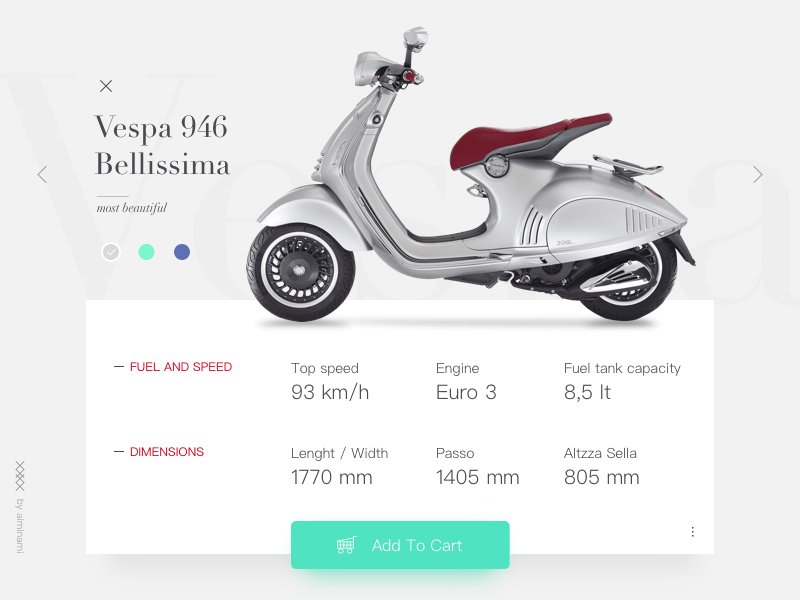 Vespa
Vespa 946
Bellissima
most beautiful
FUEL AND SPEED
Top speed
93 km/h
Engine
Euro 3
Fuel tank capacity
8,5 lt
DIMENSIONS
Lenght / Width
1770 mm
Passo
1405 mm
Altzza Sella
805 mm
Add To Cart
by aiminami